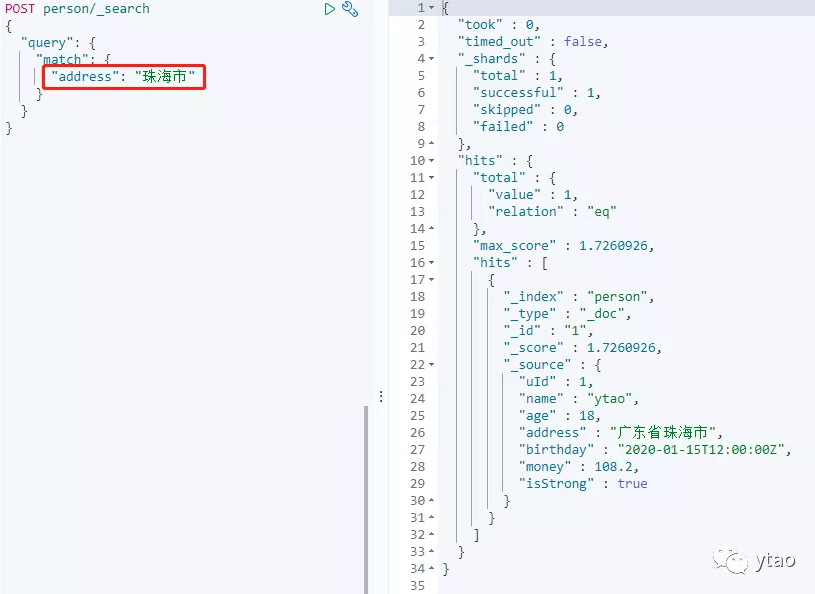 POST person/_search
{
"query": {
"match": {
"address": "珠海市"
}
}
}
1 {
2 "took" : 0,
3 "timed_out" : false,
4 "_shards" : {
5 "total" : 1,
6 "successful" : 1,
7 "skipped" : 0,
8 "failed" : 0
9 },
10 "hits" : {
11 "total" : {
12 "value" : 1,
13 "relation" : "eq"
14 },
15 "max_score" : 1.7260926,
16 "hits" : [
17 {
18 "_index" : "person",
19 "_type" : "_doc",
20 "_id" : "1",
21 "_score" : 1.7260926,
22 "_source" : {
23 "uId" : 1,
24 "name" : "ytao",
25 "age" : 18,
26 "address" : "广东省珠海市",
27 "birthday" : "2020-01-15T12:00:00Z",
28 "money" : 108.2,
29 "isStrong" : true
30 }
31 }
32 ]
33 }
34 }
35
ytao